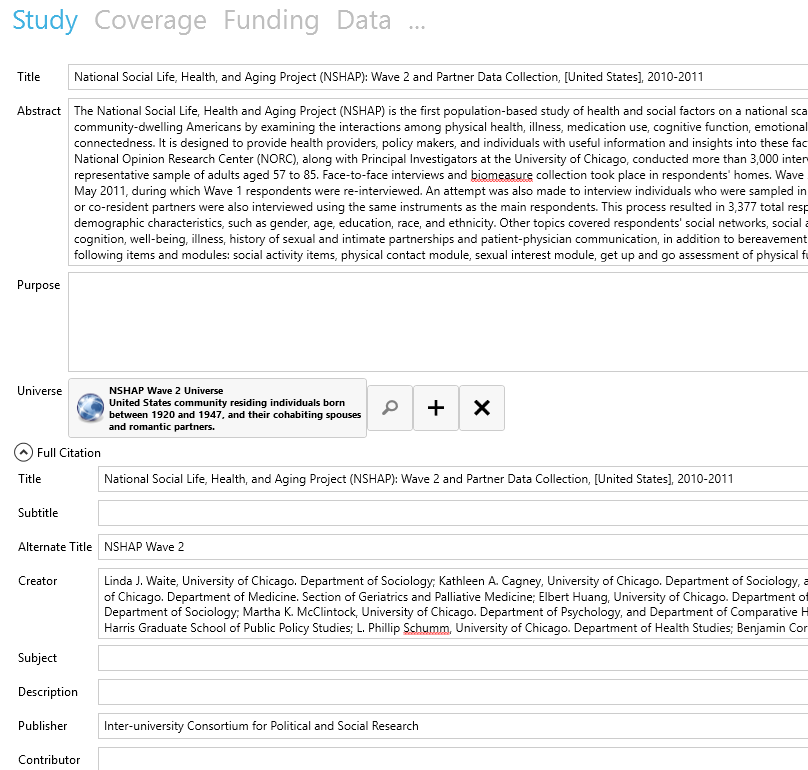 Study Coverage Funding Data ...
Title National Social Life, Health, and Aging Project (NSHAP): Wave 2 and Partner Data Collection, [United States], 2010-2011
Abstract The National Social Life, Health and Aging Project (NSHAP) is the first population-based study of health and social factors on a national sca
community-dwelling Americans by examining the interactions among physical health, illness, medication use, cognitive function, emotional
connectedness. It is designed to provide health providers, policy makers, and individuals with useful information and insights into these fac
National Opinion Research Center (NORC), along with Principal Investigators at the University of Chicago, conducted more than 3,000 inter
representative sample of adults aged 57 to 85. Face-to-face interviews and biomeasure collection took place in respondents' homes. Wave
May 2011, during which Wave 1 respondents were re-interviewed. An attempt was also made to interview individuals who were sampled in
or co-resident partners were also interviewed using the same instruments as the main respondents. This process resulted in 3,377 total resp
demographic characteristics, such as gender, age, education, race, and ethnicity. Other topics covered respondents' social networks, social a
cognition, well-being, illness, history of sexual and intimate partnerships and patient-physician communication, in addition to bereavement
following items and modules: social activity items, physical contact module, sexual interest module, get up and go assessment of physical fu
Purpose
Universe NSHAP Wave 2 Universe
United States community residing individuals born
between 1920 and 1947, and their cohabiting spouses
and romantic partners.
Full Citation
Title National Social Life, Health, and Aging Project (NSHAP): Wave 2 and Partner Data Collection, [United States], 2010-2011
Subtitle
Alternate Title NSHAP Wave 2
Creator Linda J. Waite, University of Chicago. Department of Sociology; Kathleen A. Cagney, University of Chicago. Department of Sociology, a
of Chicago. Department of Medicine. Section of Geriatrics and Palliative Medicine; Elbert Huang, University of Chicago. Department of
Department of Sociology; Martha K. McClintock, University of Chicago. Department of Psychology, and Department of Comparative H
Harris Graduate School of Public Policy Studies; L. Phillip Schumm, University of Chicago. Department of Health Studies; Benjamin Cor
Subject
Description
Publisher Inter-university Consortium for Political and Social Research
Contributor